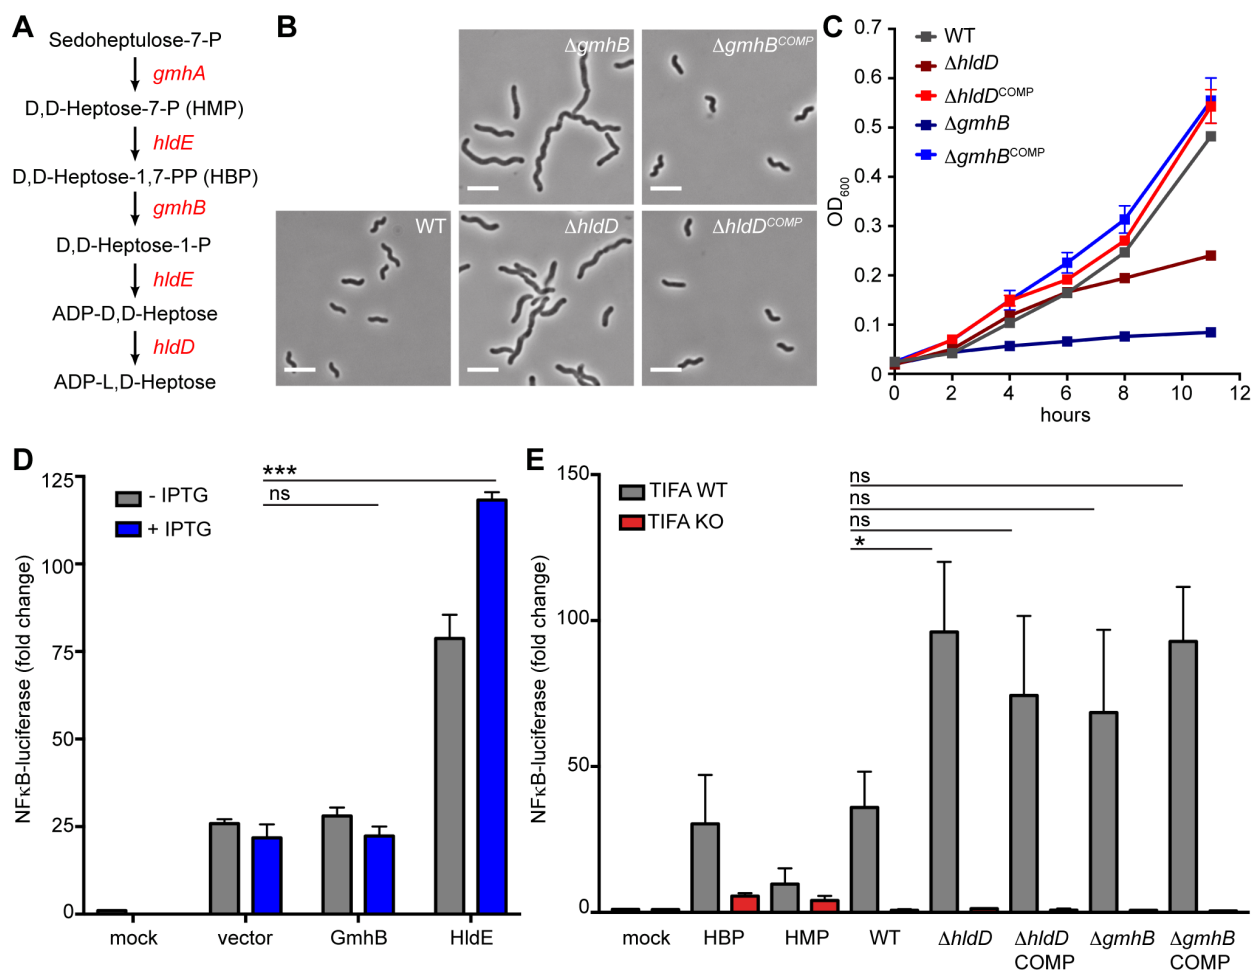 A
Sedoheptulose-7-P
gmhA
D,D-Heptose-7-P (HMP)
hldE
D,D-Heptose-1,7-PP (HBP)
gmhB
D,D-Heptose-1-P
hldE
ADP-D,D-Heptose
hldD
ADP-L,D-Heptose
B
ΔgmhB
ΔgmhB^COMP
WT
ΔhldD
ΔhldD^COMP
C
WT
ΔhldD
ΔhldD^COMP
ΔgmhB
ΔgmhB^COMP
OD600
0.7
0.6
0.5
0.4
0.3
0.2
0.1
0
0 2 4 6 8 10 12
hours
D
- IPTG
+ IPTG
***
ns
NFκB-luciferase (fold change)
125
100
75
50
25
0
mock vector GmhB HldE
E
TIFA WT
TIFA KO
ns
ns
ns
*
NFκB-luciferase (fold change)
150
100
50
0
mock HBP HMP WT ΔhldD ΔhldD ΔgmhB ΔgmhB
COMP COMP